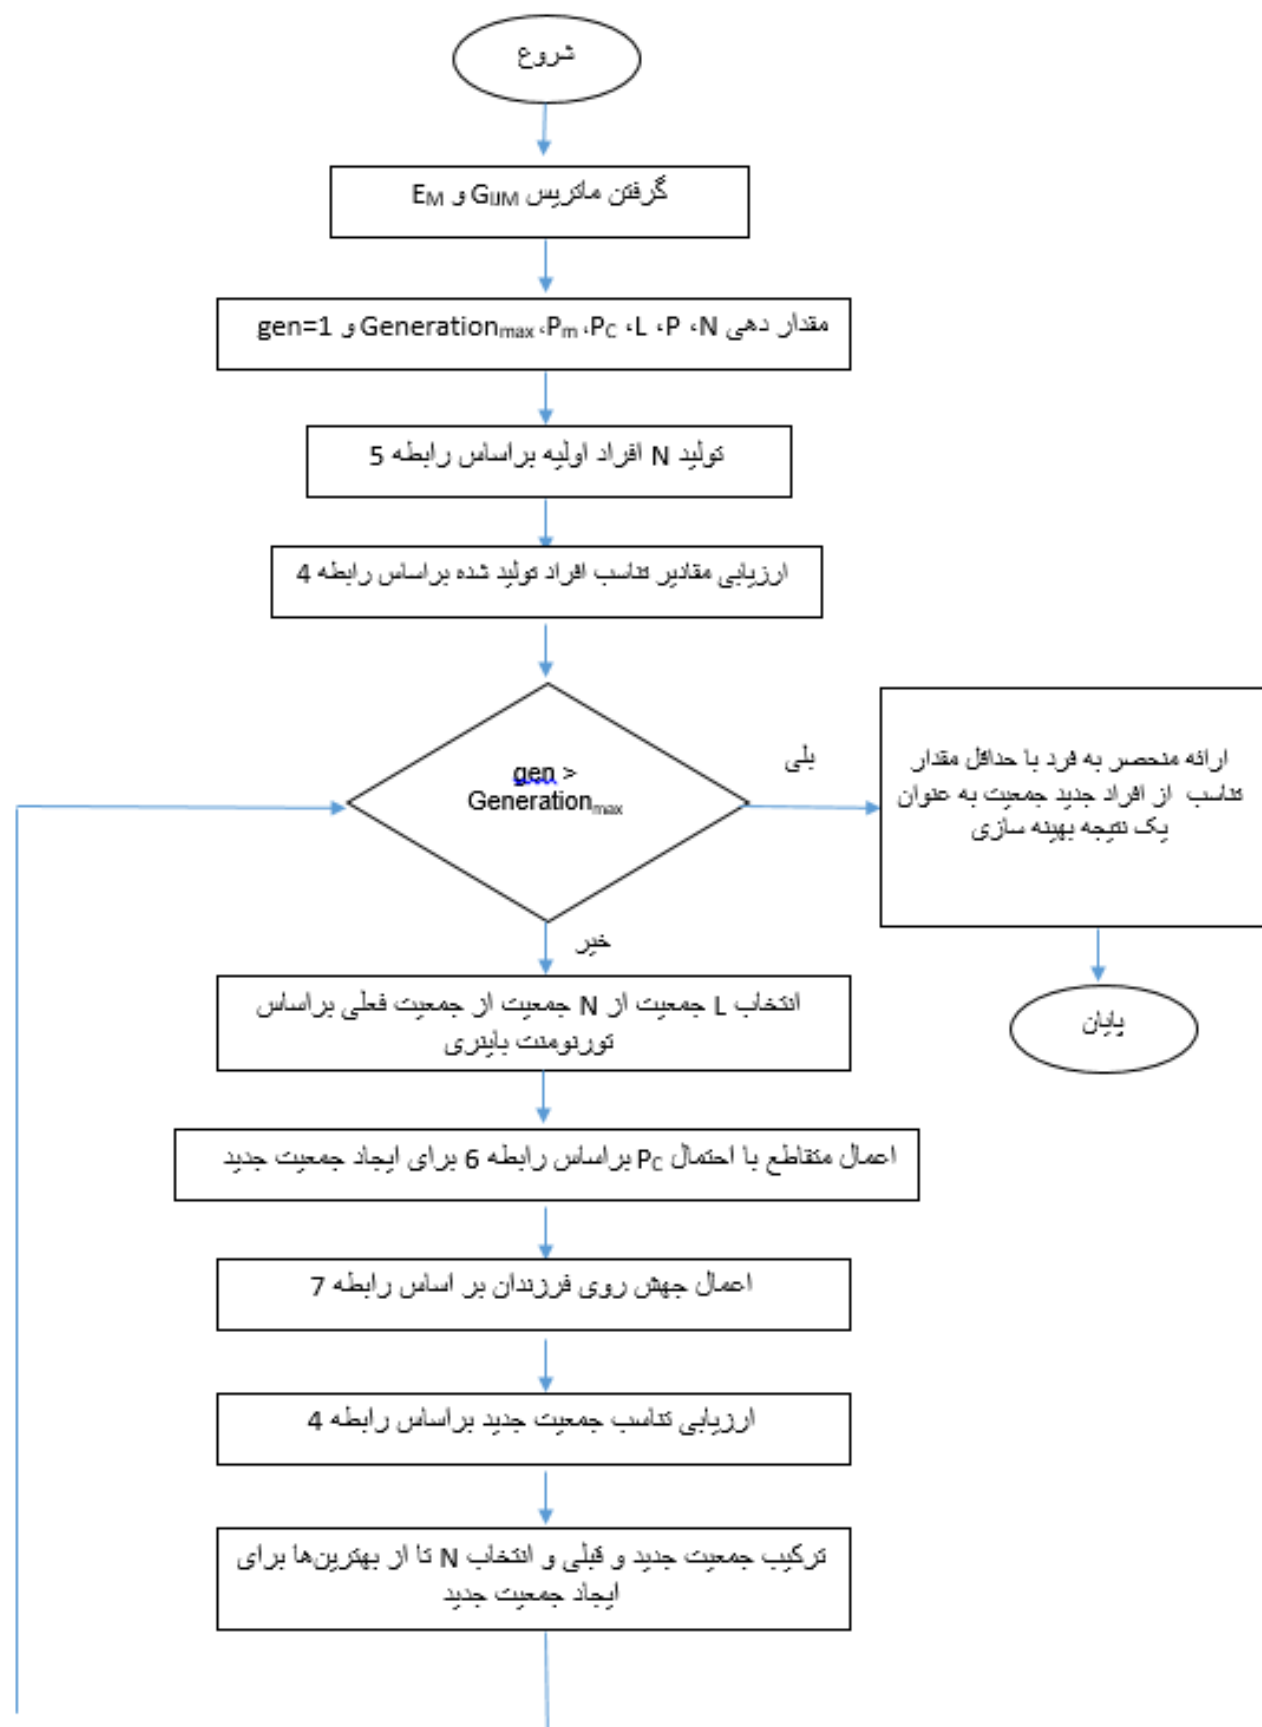 شروع
گرفتن ماتریس GIJM و EM
مقدار دهی N، P، L، PC، Pm، Generationmax و gen=1
تولید N افراد اولیه براساس رابطه 5
ارزیابی مقادیر تناسب افراد تولید شده براساس رابطه 4
gen >
Generationmax
بلی
ارائه منحصر به فرد با حداقل مقدار
تناسب از افراد جدید جمعیت به عنوان
یک نتیجه بهینه سازی
پایان
خیر
انتخاب L جمعیت از N جمعیت از جمعیت فعلی براساس
تورنومنت باینری
اعمال متقاطع با احتمال PC براساس رابطه 6 برای ایجاد جمعیت جدید
اعمال جهش روی فرزندان بر اساس رابطه 7
ارزیابی تناسب جمعیت جدید براساس رابطه 4
ترکیب جمعیت جدید و قبلی و انتخاب N تا از بهترین‌ها برای
ایجاد جمعیت جدید